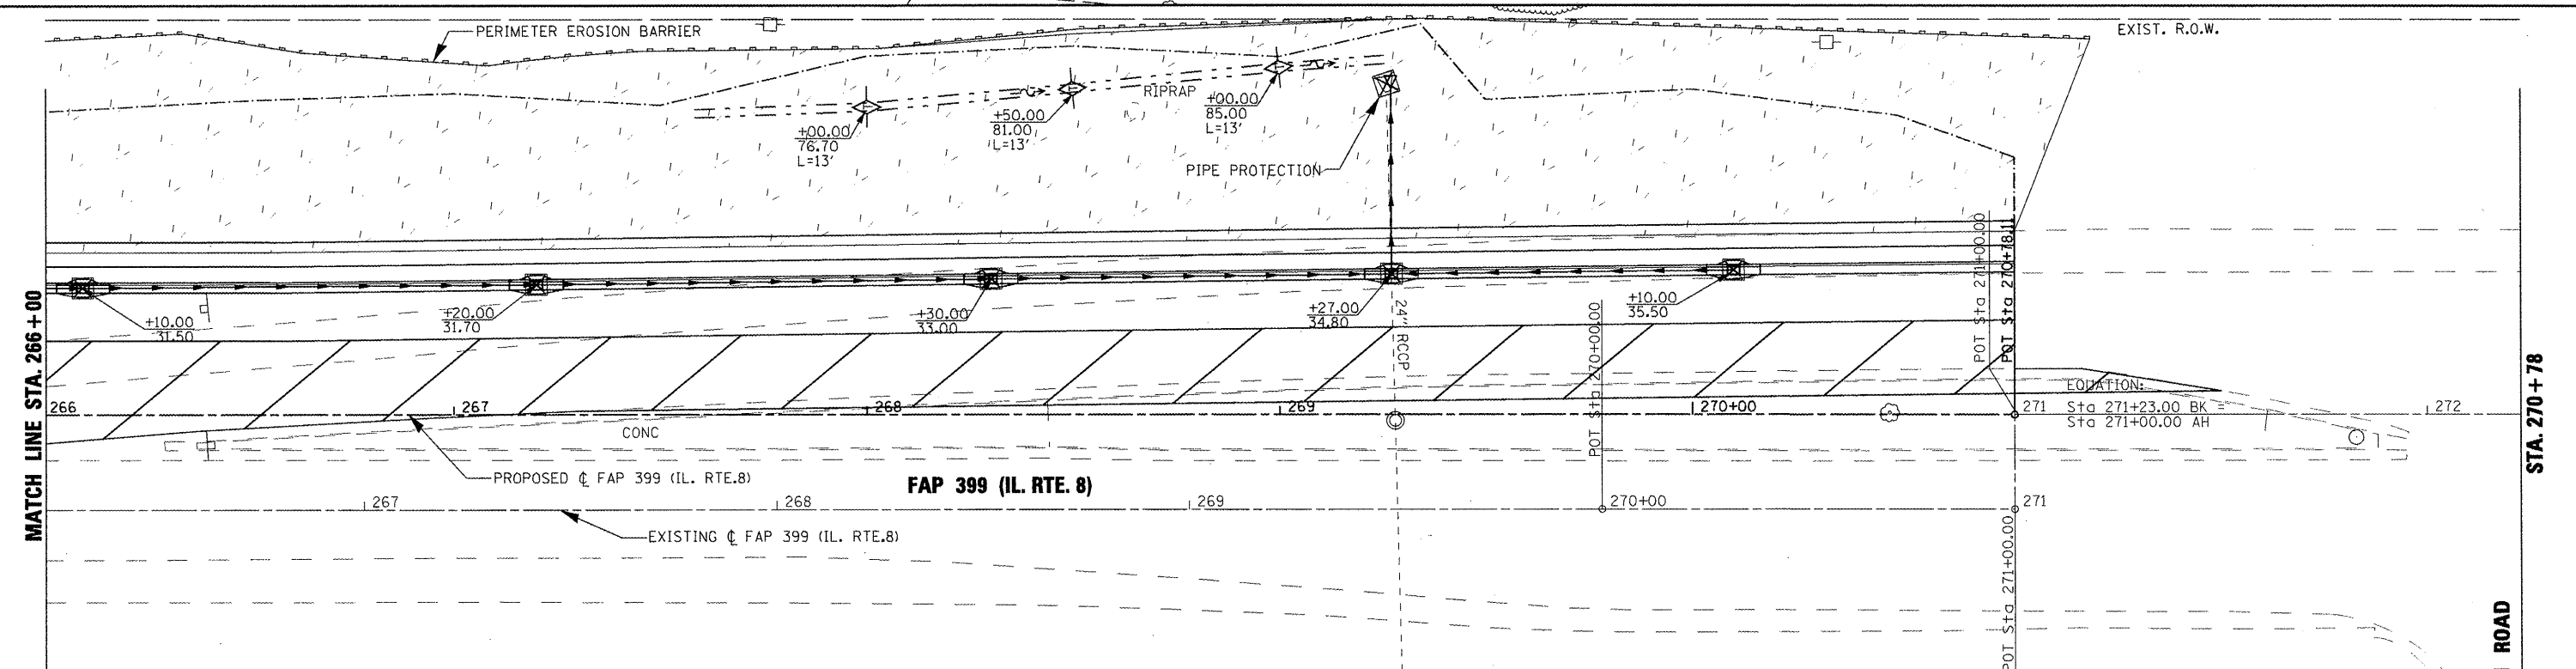 PERIMETER EROSION BARRIER
EXIST. R.O.W.
RIPRAP
+00.00
76.70
L=13'
+50.00
81.00
L=13'
+00.00
85.00
L=13'
PIPE PROTECTION
POT Sta 271+00.00
POT Sta 270+78.11
MATCH LINE STA. 266+00
+10.00
31.50
+20.00
31.70
+30.00
33.00
+27.00
34.80
+10.00
35.50
24" RCCP
POT Sta 270+00.00
STA. 270+78
EQUATION:
Sta 271+23.00 BK =
Sta 271+00.00 AH
266
267
268
269
270+00
271
272
CONC
PROPOSED ℄ FAP 399 (IL. RTE.8)
FAP 399 (IL. RTE. 8)
267
268
269
270+00
271
EXISTING ℄ FAP 399 (IL. RTE.8)
POT Sta 271+00.00
ROAD